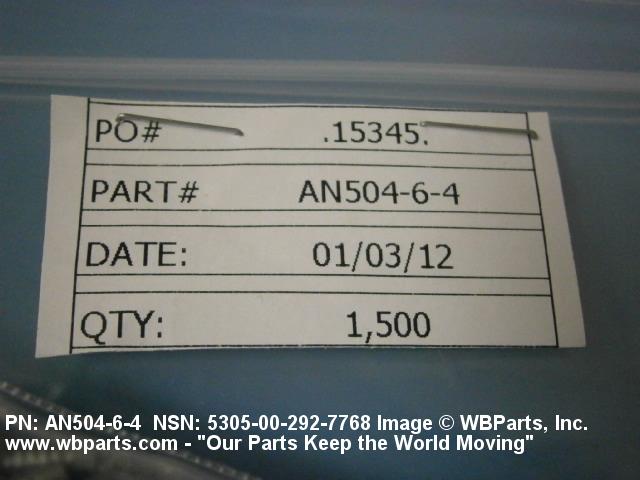 PO# .15345.
PART# AN504-6-4
DATE: 01/03/12
QTY: 1,500
PN: AN504-6-4 NSN: 5305-00-292-7768 Image © WBParts, Inc.
www.wbparts.com - "Our Parts Keep the World Moving"